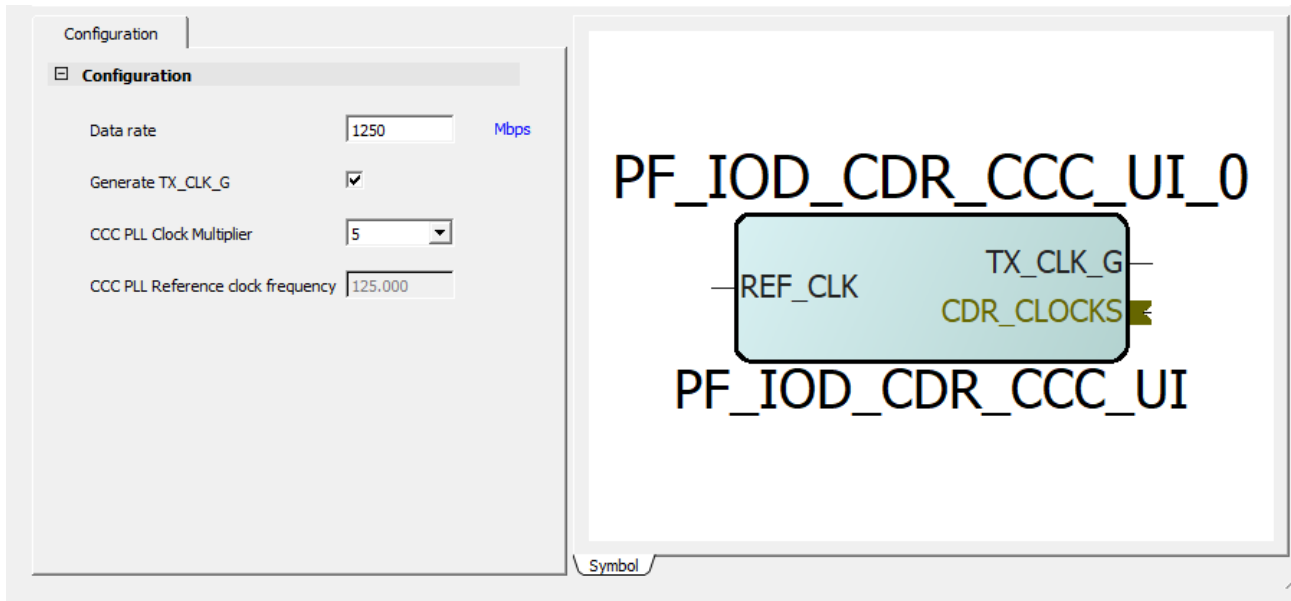 Configuration
Configuration
Data rate 1250 Mbps
Generate TX_CLK_G
CCC PLL Clock Multiplier 5
CCC PLL Reference clock frequency 125.000
PF_IOD_CDR_CCC_UI_0
REF_CLK
TX_CLK_G
CDR_CLOCKS
PF_IOD_CDR_CCC_UI
Symbol